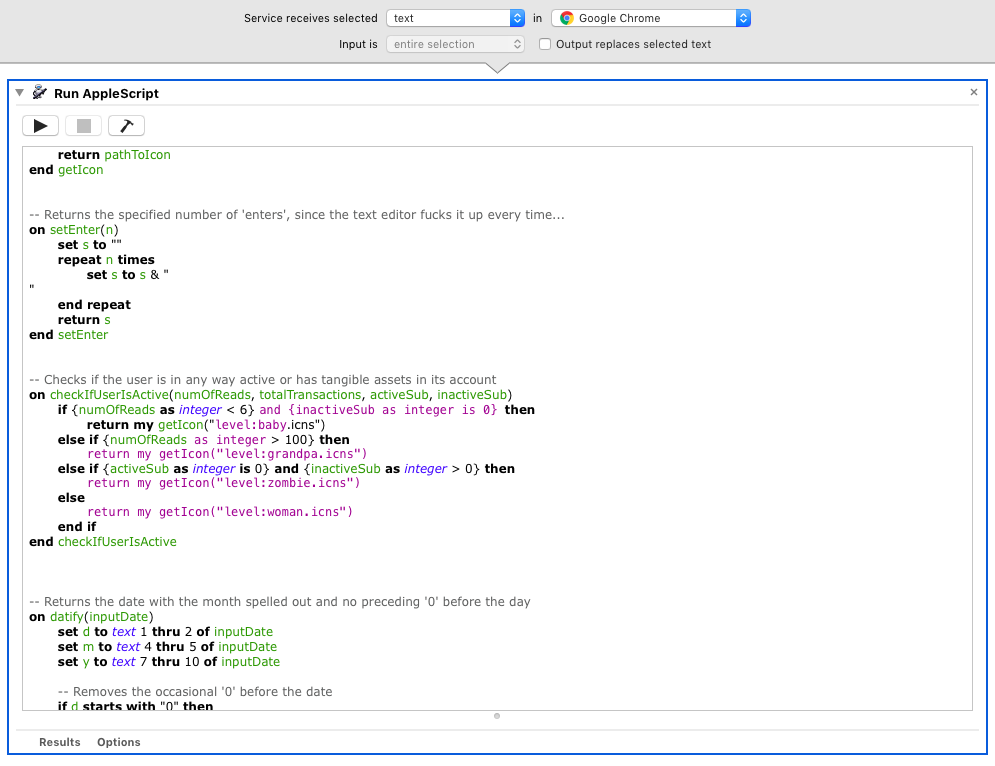 Service receives selected text in Google Chrome
Input is entire selection Output replaces selected text
Run AppleScript
return pathToIcon
end getIcon
-- Returns the specified number of 'enters', since the text editor fucks it up every time...
on setEnter(n)
set s to ""
repeat n times
set s to s & "
"
end repeat
return s
end setEnter
-- Checks if the user is in any way active or has tangible assets in its account
on checkIfUserIsActive(numOfReads, totalTransactions, activeSub, inactiveSub)
if {numOfReads as integer < 6} and {inactiveSub as integer is 0} then
return my getIcon("level:baby.icns")
else if {numOfReads as integer > 100} then
return my getIcon("level:grandpa.icns")
else if {activeSub as integer is 0} and {inactiveSub as integer > 0} then
return my getIcon("level:zombie.icns")
else
return my getIcon("level:woman.icns")
end if
end checkIfUserIsActive
-- Returns the date with the month spelled out and no preceding '0' before the day
on datify(inputDate)
set d to text 1 thru 2 of inputDate
set m to text 4 thru 5 of inputDate
set y to text 7 thru 10 of inputDate
-- Removes the occasional '0' before the date
if d starts with "0" then
Results Options